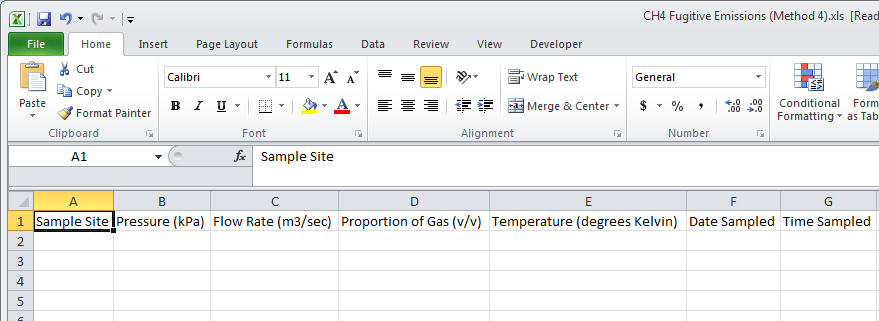 CH4 Fugitive Emissions (Method 4).xls [Read
File Home Insert Page Layout Formulas Data Review View Developer
Cut
Copy
Format Painter
Paste
Clipboard
Calibri 11 A A
B I U A
Font
Wrap Text
Merge & Center
Alignment
General
$ % , .00 .00
Number
Conditional Formatting
Form
as Tab
A1 fx Sample Site
A B C D E F G
1 Sample Site Pressure (kPa) Flow Rate (m3/sec) Proportion of Gas (v/v) Temperature (degrees Kelvin) Date Sampled Time Sampled
2
3
4
5
6